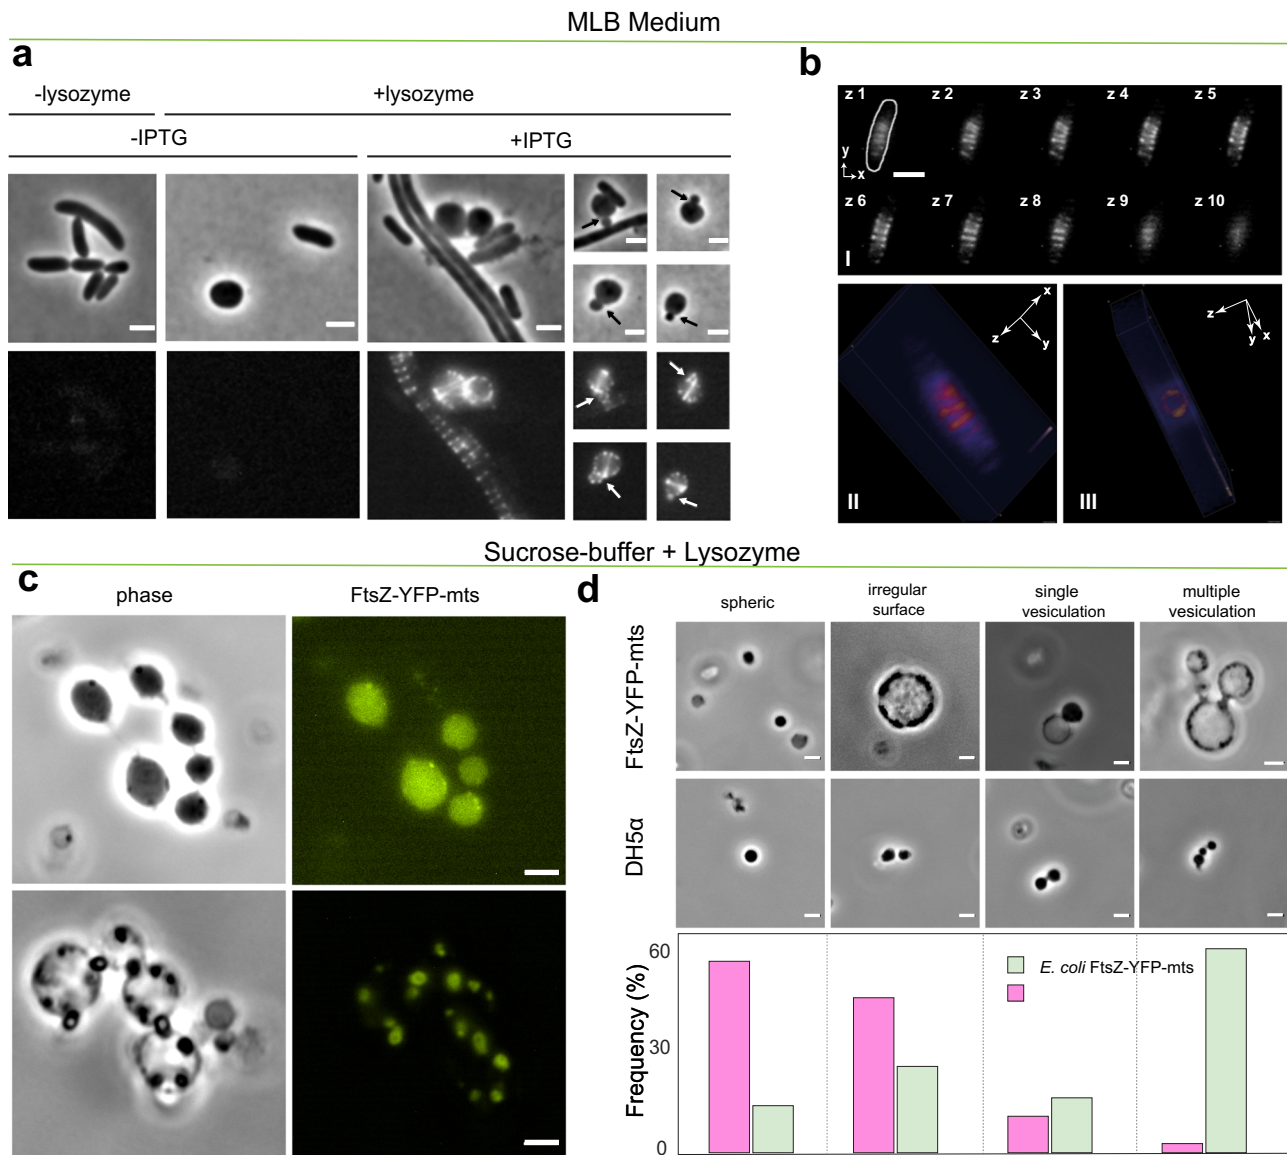 MLB Medium
a
-lysozyme
+lysozyme
-IPTG
+IPTG
b
z 1
z 2
z 3
z 4
z 5
y
x
z 6
z 7
z 8
z 9
z 10
I
x
z
y
II
z
y
x
III
Sucrose-buffer + Lysozyme
c
phase
FtsZ-YFP-mts
d
spheric
irregular
surface
single
vesiculation
multiple
vesiculation
FtsZ-YFP-mts
DH5α
Frequency (%)
60
30
0
E. coli FtsZ-YFP-mts